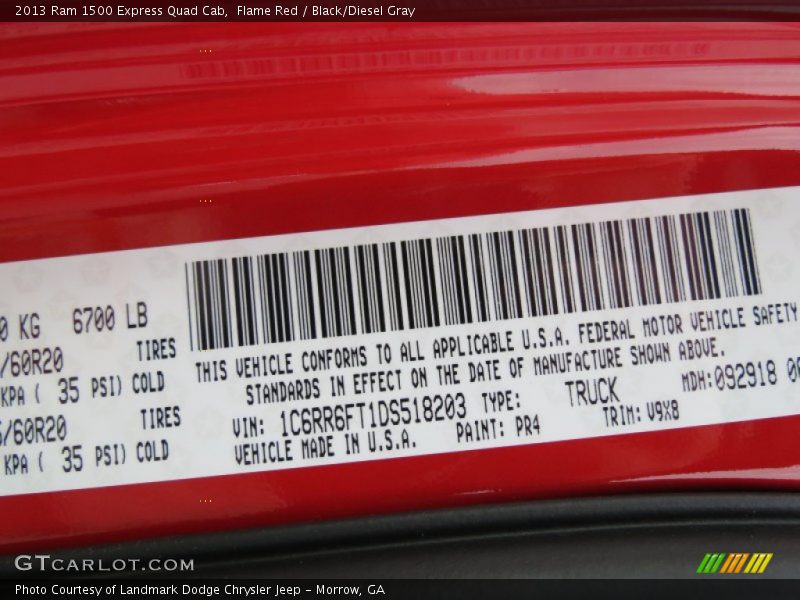 2013 Ram 1500 Express Quad Cab, Flame Red / Black/Diesel Gray
0 KG 6700 LB
/60R20 TIRES
KPA ( 35 PSI) COLD
/60R20 TIRES
KPA ( 35 PSI) COLD
THIS VEHICLE CONFORMS TO ALL APPLICABLE U.S.A. FEDERAL MOTOR VEHICLE SAFETY
STANDARDS IN EFFECT ON THE DATE OF MANUFACTURE SHOWN ABOVE.
VIN: 1C6RR6FT1DS518203 TYPE: TRUCK MDH:092918 00
VEHICLE MADE IN U.S.A. PAINT: PR4 TRIM: V9X8
GTCARLOT.COM
Photo Courtesy of Landmark Dodge Chrysler Jeep - Morrow, GA